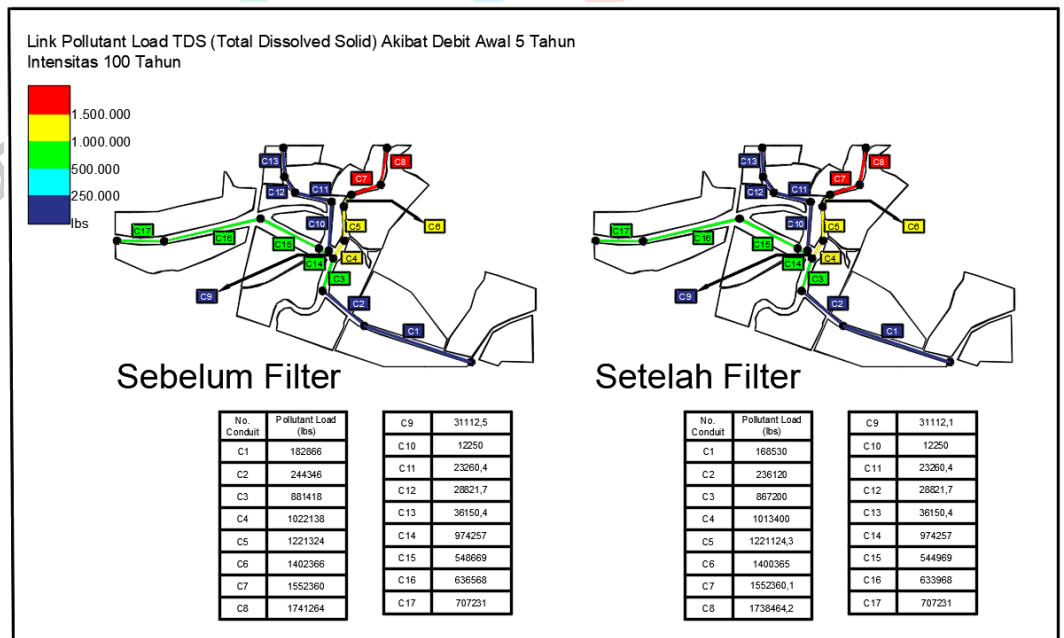 Link Pollutant Load TDS (Total Dissolved Solid) Akibat Debit Awal 5 Tahun
Intensitas 100 Tahun
1.500.000
1.000.000
500.000
250.000
lbs
C13
C8
C7
C12
C11
C10
C5
C6
C17
C16
C15
C4
C14
C3
C9
C2
C1
C13
C8
C7
C12
C11
C10
C5
C6
C17
C16
C15
C4
C14
C3
C9
C2
C1
Sebelum Filter
Setelah Filter
No. Conduit Pollutant Load (lbs)
C1 182866
C2 244346
C3 881418
C4 1022138
C5 1221324
C6 1402366
C7 1552360
C8 1741264
C9 31112,5
C10 12250
C11 23260,4
C12 28821,7
C13 36150,4
C14 974257
C15 548669
C16 636568
C17 707231
No. Conduit Pollutant Load (lbs)
C1 168530
C2 236120
C3 867200
C4 1013400
C5 1221124,3
C6 1400365
C7 1552360,1
C8 1738464,2
C9 31112,1
C10 12250
C11 23260,4
C12 28821,7
C13 36150,4
C14 974257
C15 544969
C16 633968
C17 707231